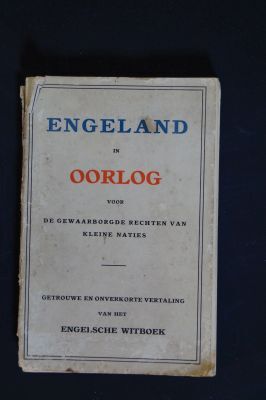 ENGELAND
IN
OORLOG
VOOR
DE GEWAARBORGDE RECHTEN VAN
KLEINE NATIES
GETROUWE EN ONVERKORTE VERTALING
VAN HET
ENGELSCHE WITBOEK